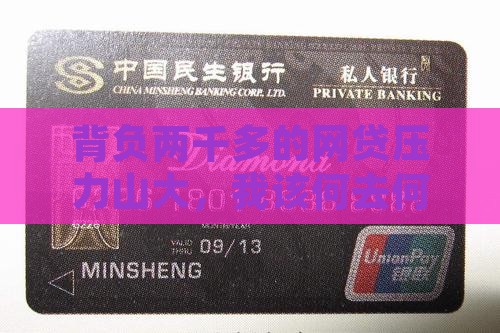 中国民生银行 私人银行
CHINA MINSHENG BANKING CORP., LTD. PRIVATE BANKING
背负两千多的网贷压
Diamond
力山大，我该何去何
6226
MONTH/YEAR
VALID THRU 09/13
MINSHENG
UnionPay
银联